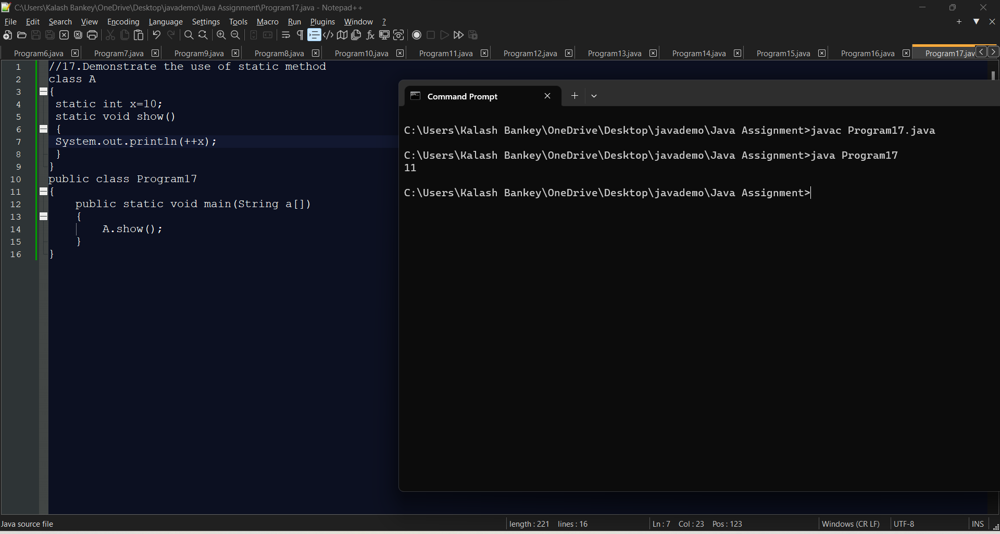 C:\Users\Kalash Bankey\OneDrive\Desktop\javademo\Java Assignment\Program17.java - Notepad++
File Edit Search View Encoding Language Settings Tools Macro Run Plugins Window ?
Program6.java Program7.java Program9.java Program8.java Program10.java Program11.java Program12.java Program13.java Program14.java Program15.java Program16.java Program17.jav
1 //17.Demonstrate the use of static method
2 class A
3 {
4 static int x=10;
5 static void show()
6 {
7 System.out.println(++x);
8 }
9 }
10 public class Program17
11 {
12 public static void main(String a[])
13 {
14 A.show();
15 }
16 }
Command Prompt
C:\Users\Kalash Bankey\OneDrive\Desktop\javademo\Java Assignment>javac Program17.java
C:\Users\Kalash Bankey\OneDrive\Desktop\javademo\Java Assignment>java Program17
11
C:\Users\Kalash Bankey\OneDrive\Desktop\javademo\Java Assignment>
Java source file length : 221 lines : 16 Ln : 7 Col : 23 Pos : 123 Windows (CR LF) UTF-8 INS